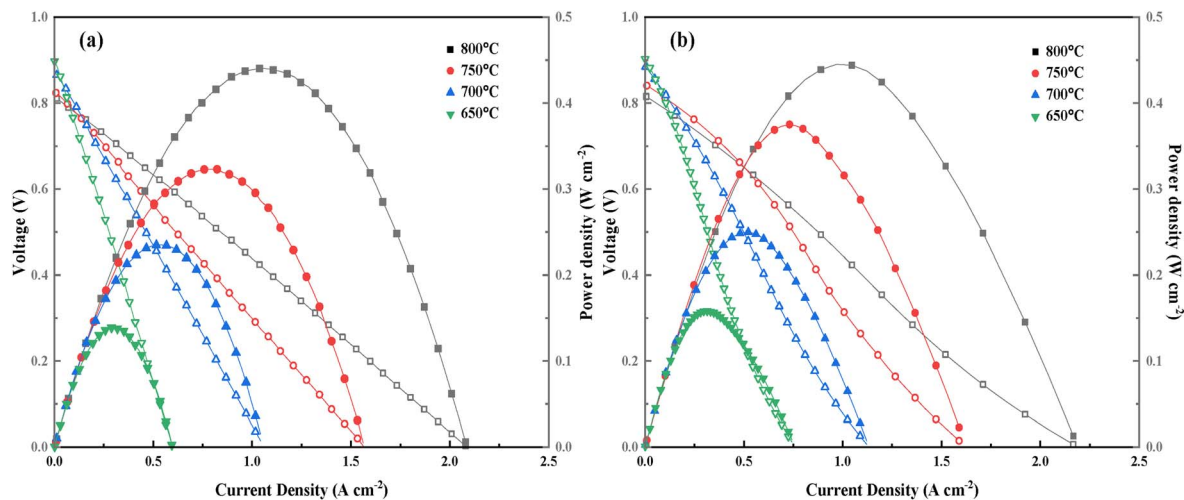 (a)
800°C
750°C
700°C
650°C
Voltage (V)
1.0
0.8
0.6
0.4
0.2
0.0
0.0 0.5 1.0 1.5 2.0 2.5
Current Density (A cm⁻²)
0.5
0.4
0.3
0.2
0.1
0.0
Power density (W cm⁻²)
(b)
800°C
750°C
700°C
650°C
Voltage (V)
1.0
0.8
0.6
0.4
0.2
0.0
0.0 0.5 1.0 1.5 2.0 2.5
Current Density (A cm⁻²)
0.5
0.4
0.3
0.2
0.1
0.0
Power density (W cm⁻²)